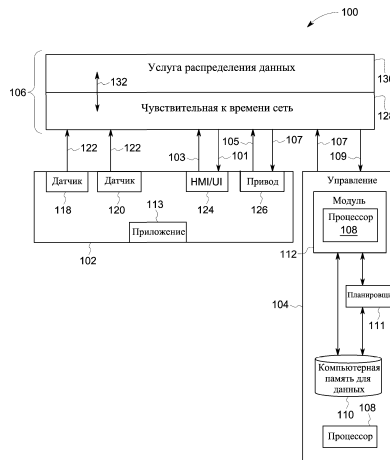 100
Услуга распределения данных
130
106
132
Чувствительная к времени сеть
128
122
122
103
101
105
107
107
109
Датчик
Датчик
HMI/UI
Привод
118
120
113
124
126
Приложение
102
Управление
Модуль
Процессор
108
112
104
Планировщи
111
Компьютерная
память для
данных
110
108
Процессор